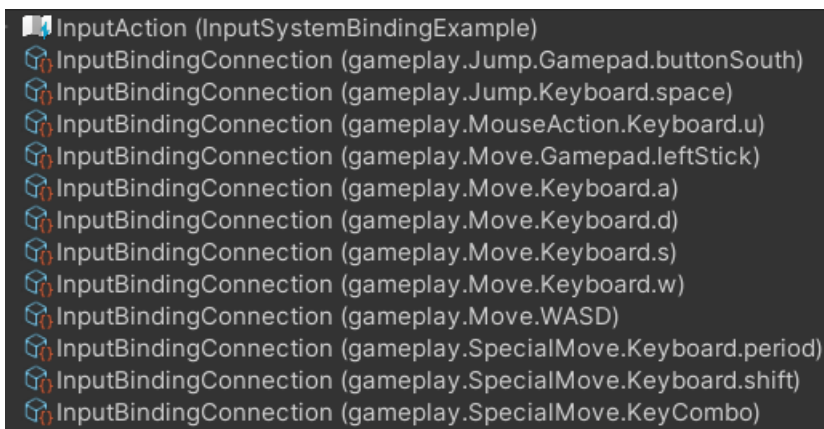 InputAction (InputSystemBindingExample)
InputBindingConnection (gameplay.Jump.Gamepad.buttonSouth)
InputBindingConnection (gameplay.Jump.Keyboard.space)
InputBindingConnection (gameplay.MouseAction.Keyboard.u)
InputBindingConnection (gameplay.Move.Gamepad.leftStick)
InputBindingConnection (gameplay.Move.Keyboard.a)
InputBindingConnection (gameplay.Move.Keyboard.d)
InputBindingConnection (gameplay.Move.Keyboard.s)
InputBindingConnection (gameplay.Move.Keyboard.w)
InputBindingConnection (gameplay.Move.WASD)
InputBindingConnection (gameplay.SpecialMove.Keyboard.period)
InputBindingConnection (gameplay.SpecialMove.Keyboard.shift)
InputBindingConnection (gameplay.SpecialMove.KeyCombo)